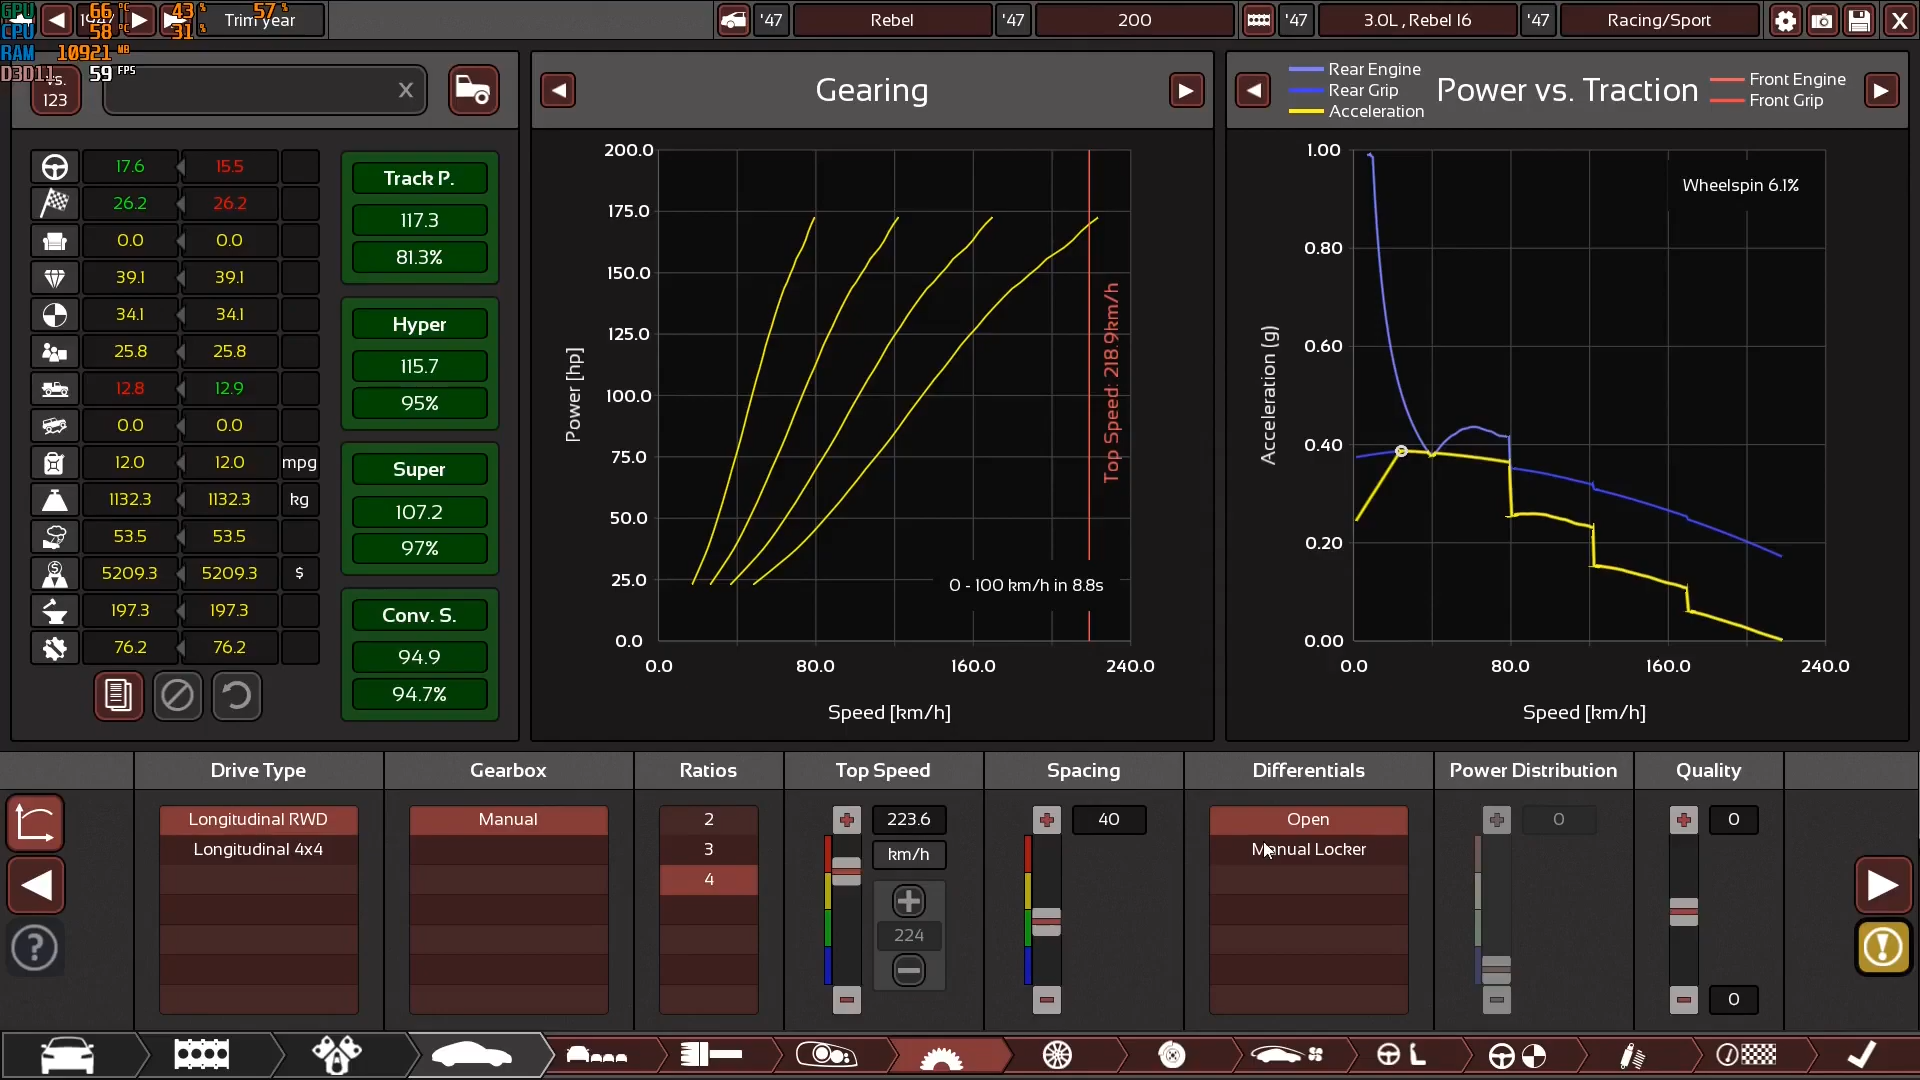 GPU 66 °C 43 % 57 %
CPU 58 °C 31 %
RAM 10921 MB
D3D11 59 FPS
Trim year
'47 Rebel '47 200
'47 3.0L , Rebel I6 '47 Racing/Sport
vs.
123
X
17.6 15.5
26.2 26.2
0.0 0.0
39.1 39.1
34.1 34.1
25.8 25.8
12.8 12.9
0.0 0.0
12.0 12.0 mpg
1132.3 1132.3 kg
53.5 53.5
5209.3 5209.3 $
197.3 197.3
76.2 76.2
Track P.
117.3
81.3%
Hyper
115.7
95%
Super
107.2
97%
Conv. S.
94.9
94.7%
Gearing
200.0
175.0
150.0
125.0
100.0
75.0
50.0
25.0
0.0
Power [hp]
Top Speed: 218.9km/h
0 - 100 km/h in 8.8s
0.0 80.0 160.0 240.0
Speed [km/h]
Rear Engine
Rear Grip
Acceleration
Power vs. Traction
Front Engine
Front Grip
Wheelspin 6.1%
1.00
0.80
0.60
0.40
0.20
0.00
Acceleration (g)
0.0 80.0 160.0 240.0
Speed [km/h]
Drive Type
Longitudinal RWD
Longitudinal 4x4
Gearbox
Manual
Ratios
2
3
4
Top Speed
223.6
km/h
224
Spacing
40
Differentials
Open
Manual Locker
Power Distribution
0
Quality
0
0